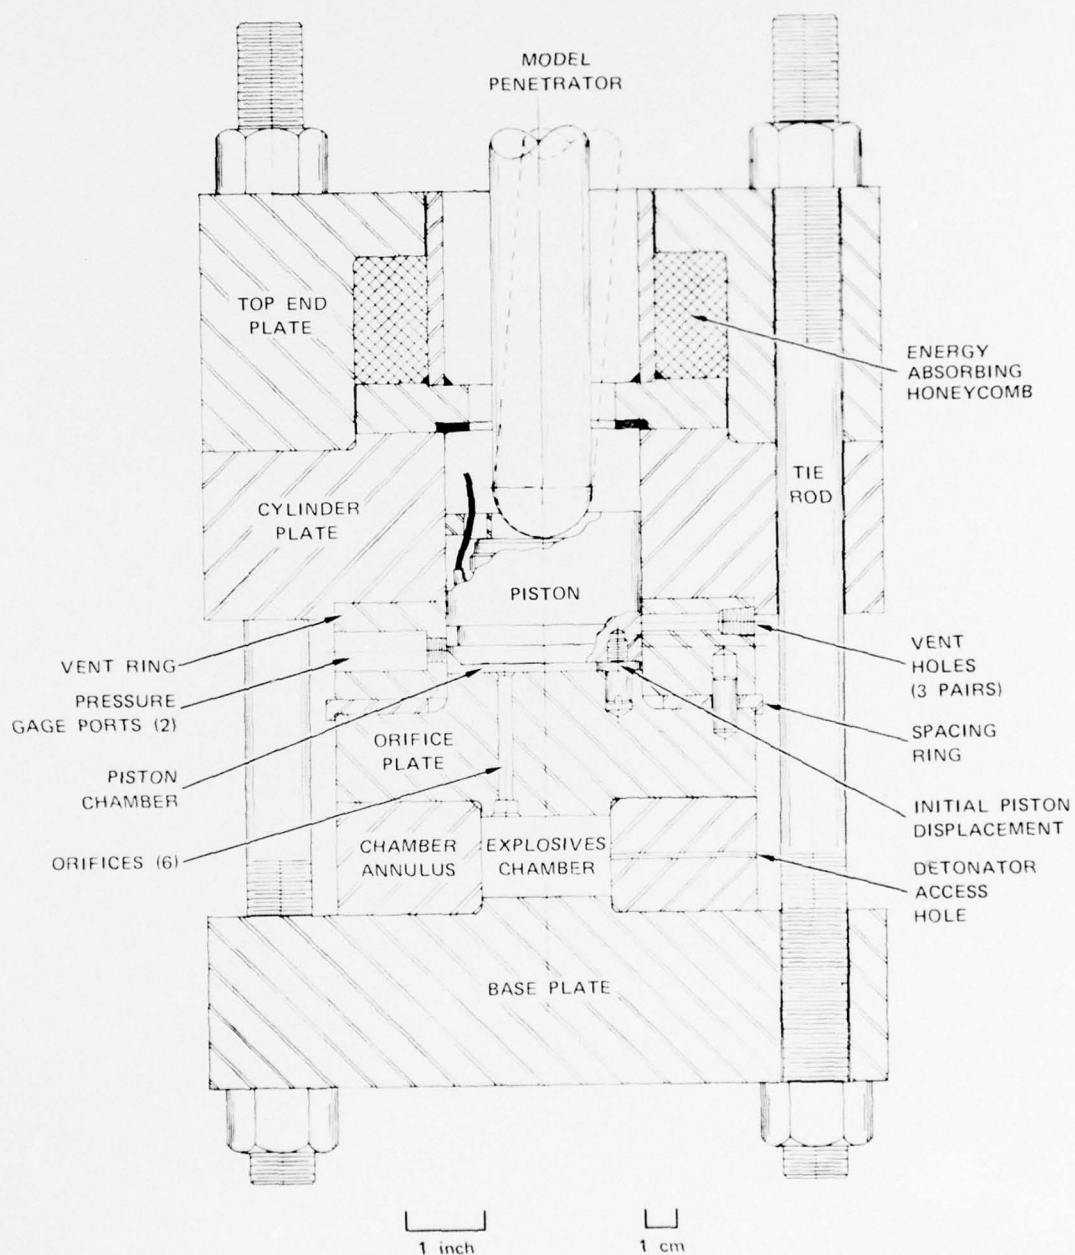 MODEL
PENETRATOR
TOP END
PLATE
ENERGY
ABSORBING
HONEYCOMB
TIE
ROD
CYLINDER
PLATE
PISTON
VENT RING
PRESSURE
GAGE PORTS (2)
PISTON
CHAMBER
ORIFICES (6)
VENT
HOLES
(3 PAIRS)
SPACING
RING
INITIAL PISTON
DISPLACEMENT
DETONATOR
ACCESS
HOLE
ORIFICE
PLATE
CHAMBER
ANNULUS
EXPLOSIVES
CHAMBER
BASE PLATE
1 inch
1 cm